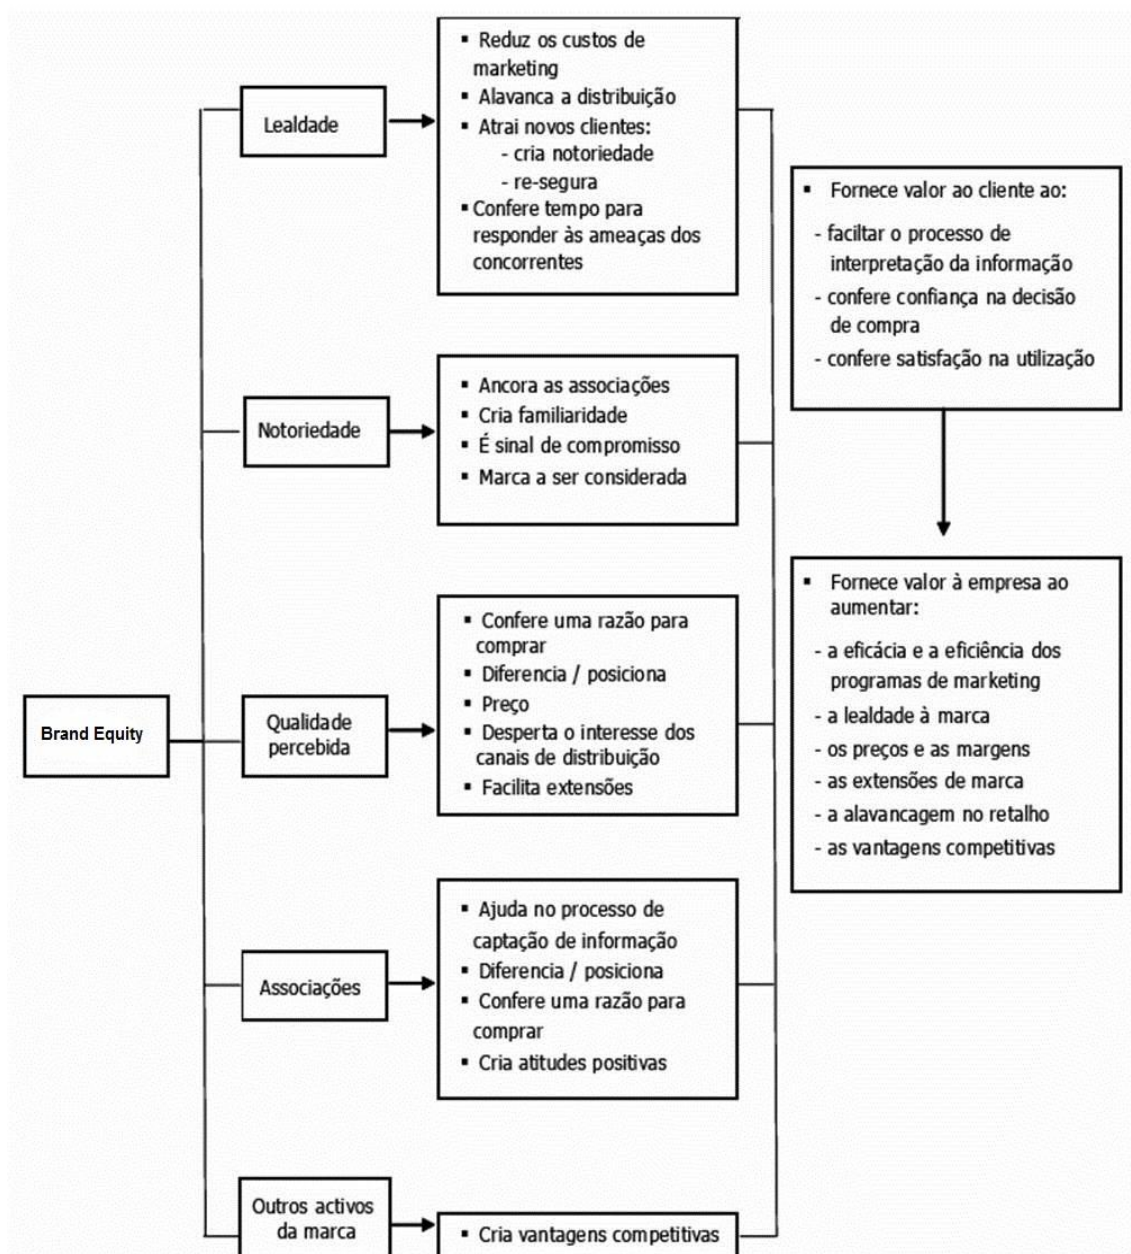 Brand Equity
Lealdade
▪ Reduz os custos de
marketing
▪ Alavanca a distribuição
▪ Atrai novos clientes:
- cria notoriedade
- re-segura
▪ Confere tempo para
responder às ameaças dos
concorrentes
Notoriedade
▪ Ancora as associações
▪ Cria familiaridade
▪ É sinal de compromisso
▪ Marca a ser considerada
Qualidade
percebida
▪ Confere uma razão para
comprar
▪ Diferencia / posiciona
▪ Preço
▪ Desperta o interesse dos
canais de distribuição
▪ Facilita extensões
Associações
▪ Ajuda no processo de
captação de informação
▪ Diferencia / posiciona
▪ Confere uma razão para
comprar
▪ Cria atitudes positivas
Outros activos
da marca
▪ Cria vantagens competitivas
▪ Fornece valor ao cliente ao:
- faciltar o processo de
interpretação da informação
- confere confiança na decisão
de compra
- confere satisfação na utilização
▪ Fornece valor à empresa ao
aumentar:
- a eficácia e a eficiência dos
programas de marketing
- a lealdade à marca
- os preços e as margens
- as extensões de marca
- a alavancagem no retalho
- as vantagens competitivas